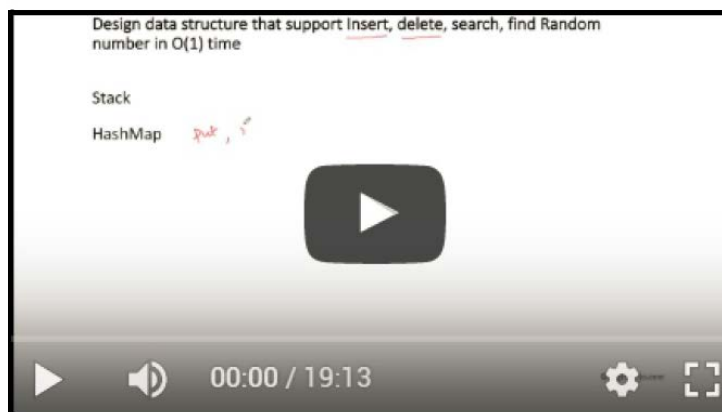 Design data structure that support Insert, delete, search, find Random
number in O(1) time
Stack
HashMap put ,
00:00 / 19:13